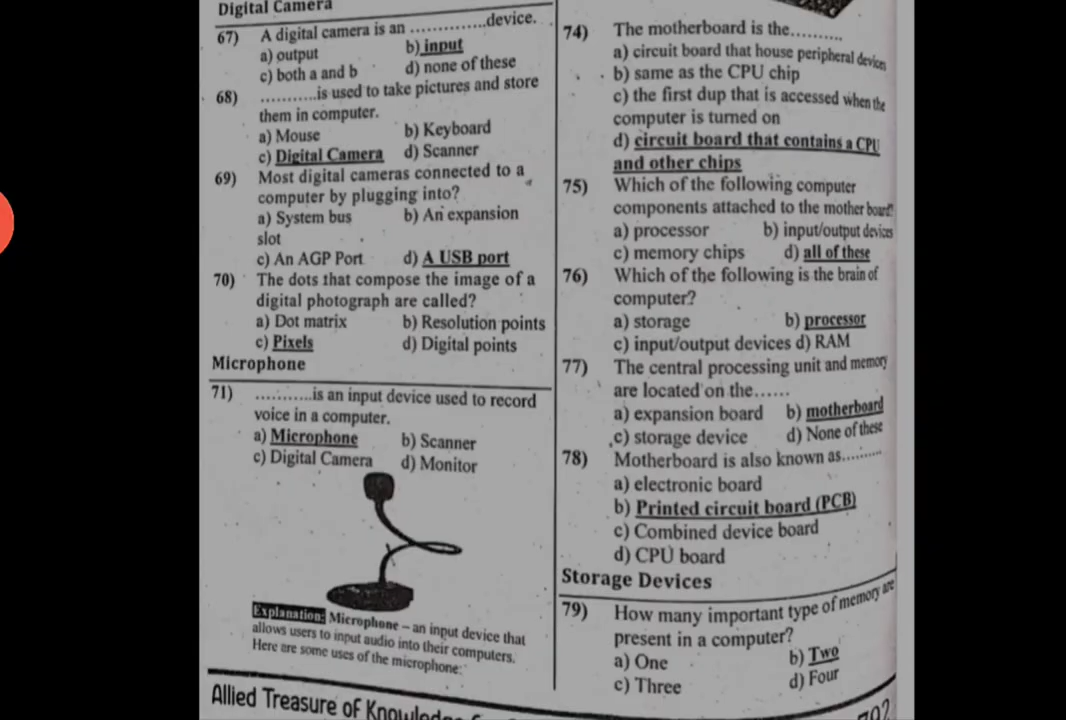 Digital Camera
67) A digital camera is an .............device.
a) output b) input
c) both a and b d) none of these
68) ...........is used to take pictures and store
them in computer.
a) Mouse b) Keyboard
c) Digital Camera d) Scanner
69) Most digital cameras connected to a
computer by plugging into?
a) System bus b) An expansion
slot
c) An AGP Port d) A USB port
70) The dots that compose the image of a
digital photograph are called?
a) Dot matrix b) Resolution points
c) Pixels d) Digital points
Microphone
71) ...........is an input device used to record
voice in a computer.
a) Microphone b) Scanner
c) Digital Camera d) Monitor
Explanation: Microphone – an input device that
allows users to input audio into their computers.
Here are some uses of the microphone:
Allied Treasure of
74) The motherboard is the..........
a) circuit board that house peripheral devices
b) same as the CPU chip
c) the first dup that is accessed when the
computer is turned on
d) circuit board that contains a CPU
and other chips
75) Which of the following computer
components attached to the mother board?
a) processor b) input/output devices
c) memory chips d) all of these
76) Which of the following is the brain of
computer?
a) storage b) processor
c) input/output devices d) RAM
77) The central processing unit and memory
are located on the......
a) expansion board b) motherboard
c) storage device d) None of these
78) Motherboard is also known as.........
a) electronic board
b) Printed circuit board (PCB)
c) Combined device board
d) CPU board
Storage Devices
79) How many important type of memory are
present in a computer?
a) One b) Two
c) Three d) Four